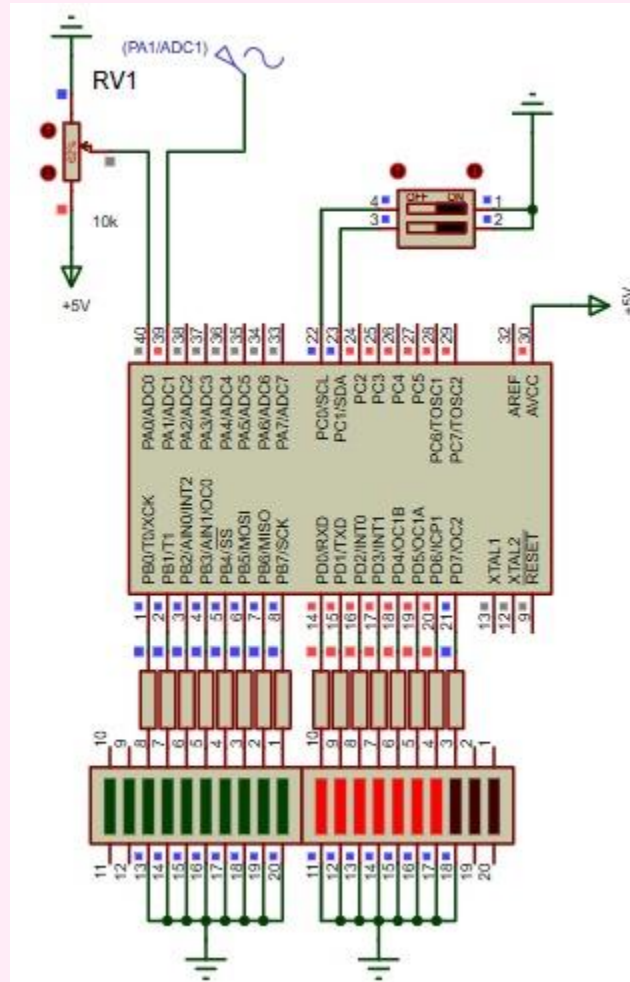 (PA1/ADC1)
RV1
62%
10k
+5V
OFF ON
4 1
3 2
+5V
40 39 38 37 36 35 34 33 22 23 24 25 26 27 28 29 32 30
PA0/ADC0
PA1/ADC1
PA2/ADC2
PA3/ADC3
PA4/ADC4
PA5/ADC5
PA6/ADC6
PA7/ADC7
PC0/SCL
PC1/SDA
PC2
PC3
PC4
PC5
PC6/TOSC1
PC7/TOSC2
AREF
AVCC
PB0/T0/XCK
PB1/T1
PB2/AIN0/INT2
PB3/AIN1/OC0
PB4/SS
PB5/MOSI
PB6/MISO
PB7/SCK
PD0/RXD
PD1/TXD
PD2/INT0
PD3/INT1
PD4/OC1B
PD5/OC1A
PD6/ICP1
PD7/OC2
XTAL1
XTAL2
RESET
1 2 3 4 5 6 7 8 14 15 16 17 18 19 20 21 13 12 9
10 9 8 7 6 5 4 3 2 1 10 9 8 7 6 5 4 3 2 1
11 12 13 14 15 16 17 18 19 20 11 12 13 14 15 16 17 18 19 20